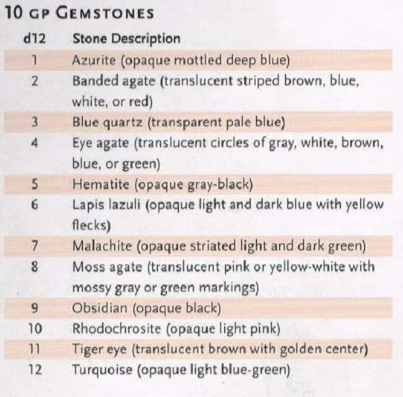 10 GP GEMSTONES
d12 Stone Description
1 Azurite (opaque mottled deep blue)
2 Banded agate (translucent striped brown, blue,
white, or red)
3 Blue quartz (transparent pale blue)
4 Eye agate (translucent circles of gray, white, brown,
blue, or green)
5 Hematite (opaque gray-black)
6 Lapis lazuli (opaque light and dark blue with yellow
flecks)
7 Malachite (opaque striated light and dark green)
8 Moss agate (translucent pink or yellow-white with
mossy gray or green markings)
9 Obsidian (opaque black)
10 Rhodochrosite (opaque light pink)
11 Tiger eye (translucent brown with golden center)
12 Turquoise (opaque light blue-green)